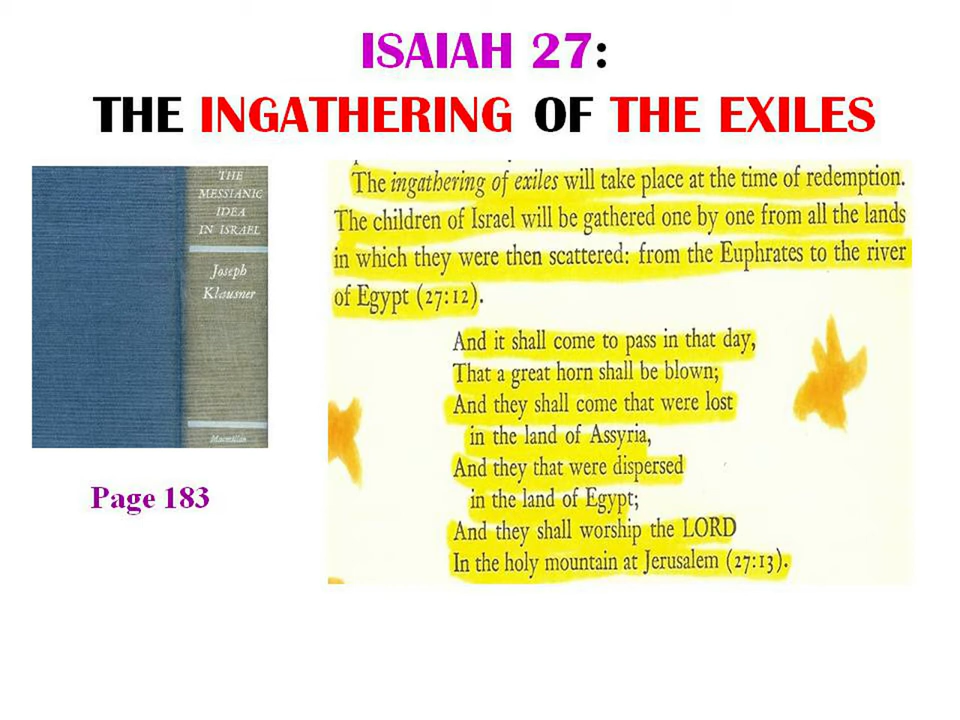 ISAIAH 27:
THE INGATHERING OF THE EXILES
THE
MESSIANIC
IDEA
IN ISRAEL
Joseph
Klausner
Macmillan
Page 183
The ingathering of exiles will take place at the time of redemption.
The children of Israel will be gathered one by one from all the lands
in which they were then scattered: from the Euphrates to the river
of Egypt (27:12).
And it shall come to pass in that day,
That a great horn shall be blown;
And they shall come that were lost
in the land of Assyria,
And they that were dispersed
in the land of Egypt;
And they shall worship the LORD
In the holy mountain at Jerusalem (27:13).